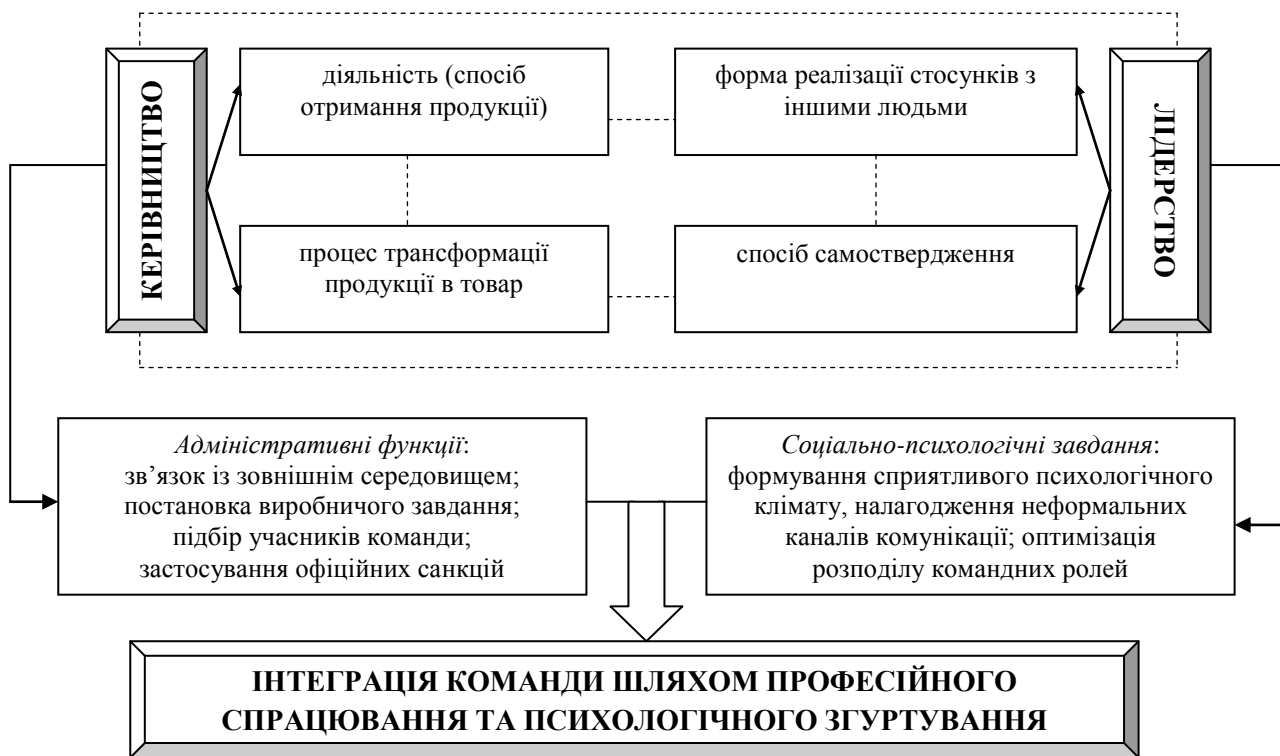 КЕРІВНИЦТВО
діяльність (спосіб
отримання продукції)
форма реалізації стосунків з
іншими людьми
ЛІДЕРСТВО
процес трансформації
продукції в товар
спосіб самоствердження
Адміністративні функції:
зв’язок із зовнішнім середовищем;
постановка виробничого завдання;
підбір учасників команди;
застосування офіційних санкцій
Соціально-психологічні завдання:
формування сприятливого психологічного
клімату, налагодження неформальних
каналів комунікації; оптимізація
розподілу командних ролей
ІНТЕГРАЦІЯ КОМАНДИ ШЛЯХОМ ПРОФЕСІЙНОГО
СПРАЦЮВАННЯ ТА ПСИХОЛОГІЧНОГО ЗГУРТУВАННЯ